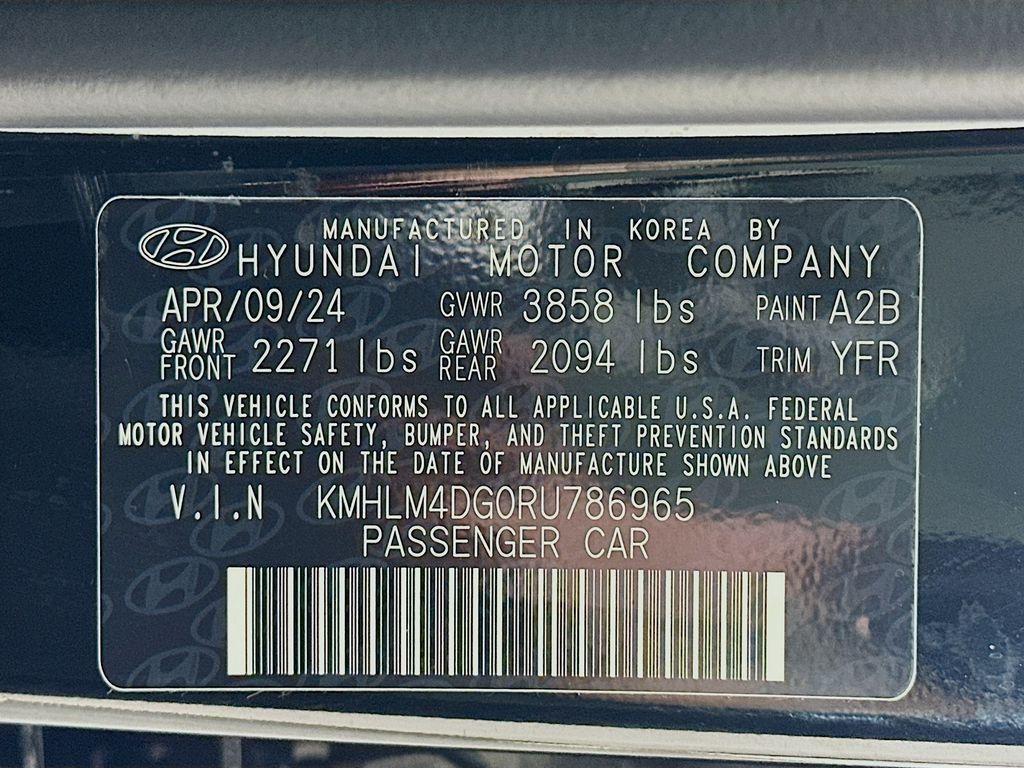 MANUFACTURED IN KOREA BY
HYUNDAI MOTOR COMPANY
APR/09/24 GVWR 3858 lbs PAINT A2B
GAWR FRONT 2271 lbs GAWR REAR 2094 lbs TRIM YFR
THIS VEHICLE CONFORMS TO ALL APPLICABLE U.S.A. FEDERAL
MOTOR VEHICLE SAFETY, BUMPER, AND THEFT PREVENTION STANDARDS
IN EFFECT ON THE DATE OF MANUFACTURE SHOWN ABOVE
V.I.N KMHLM4DG0RU786965
PASSENGER CAR